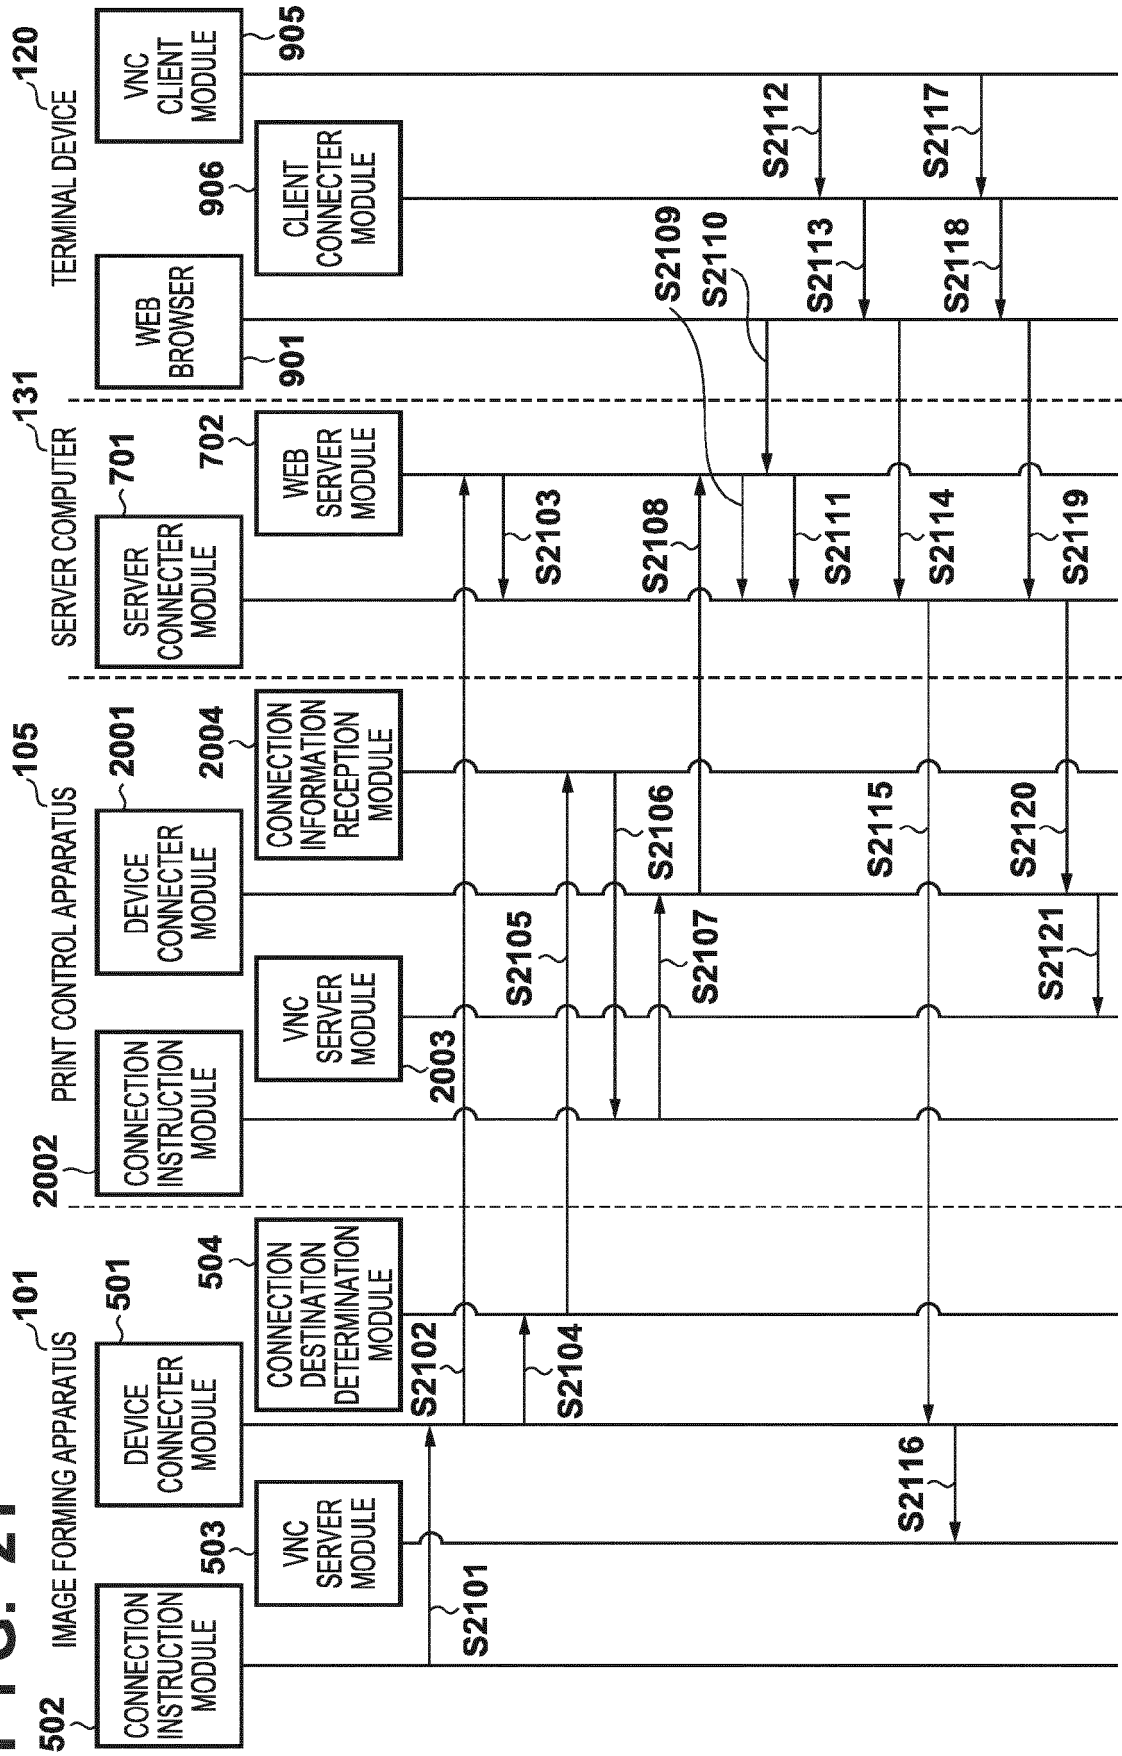 FIG. 21
IMAGE FORMING APPARATUS
101
PRINT CONTROL APPARATUS
105
SERVER COMPUTER
131
TERMINAL DEVICE
120
502
CONNECTION
INSTRUCTION
MODULE
503
VNC
SERVER
MODULE
501
DEVICE
CONNECTER
MODULE
504
CONNECTION
DESTINATION
DETERMINATION
MODULE
2002
CONNECTION
INSTRUCTION
MODULE
2003
VNC
SERVER
MODULE
2001
DEVICE
CONNECTER
MODULE
2004
CONNECTION
INFORMATION
RECEPTION
MODULE
701
SERVER
CONNECTER
MODULE
702
WEB
SERVER
MODULE
901
WEB
BROWSER
906
CLIENT
CONNECTER
MODULE
905
VNC
CLIENT
MODULE
S2101
S2102
S2103
S2104
S2105
S2106
S2107
S2108
S2109
S2110
S2111
S2112
S2113
S2114
S2115
S2116
S2117
S2118
S2119
S2120
S2121